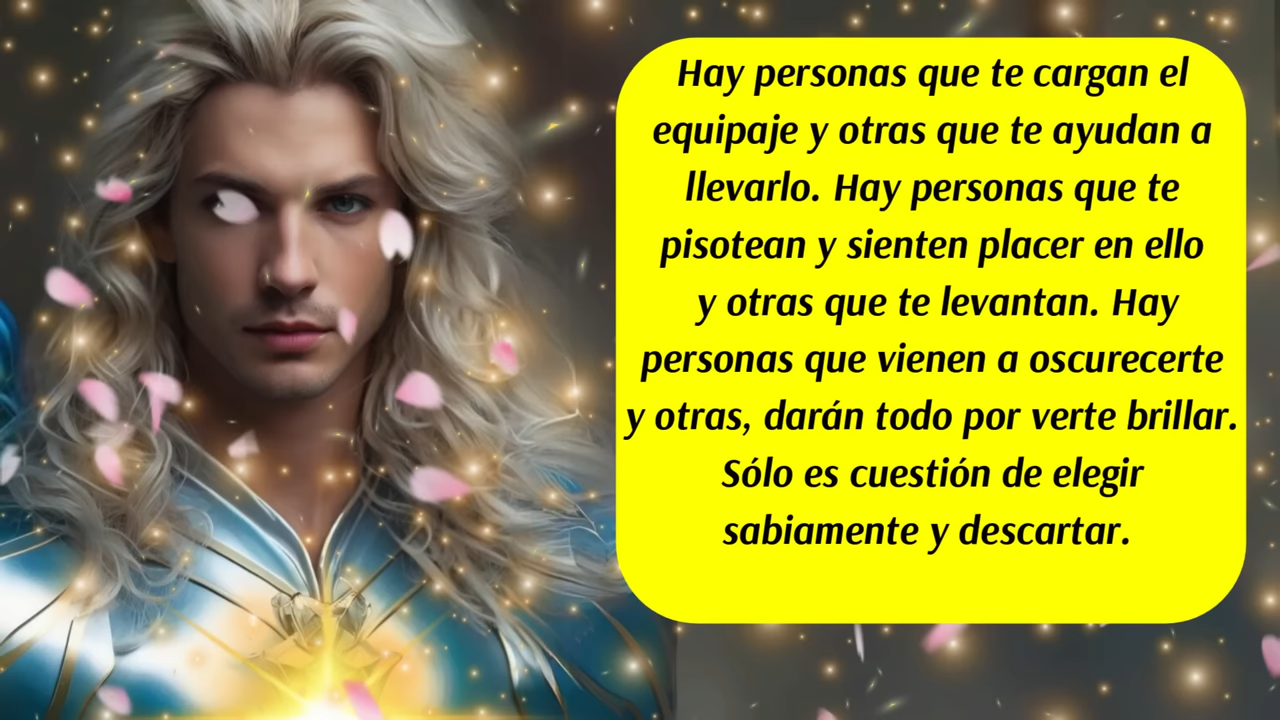 Hay personas que te cargan el
equipaje y otras que te ayudan a
llevarlo. Hay personas que te
pisotean y sienten placer en ello
y otras que te levantan. Hay
personas que vienen a oscurecerte
y otras, darán todo por verte brillar.
Sólo es cuestión de elegir
sabiamente y descartar.